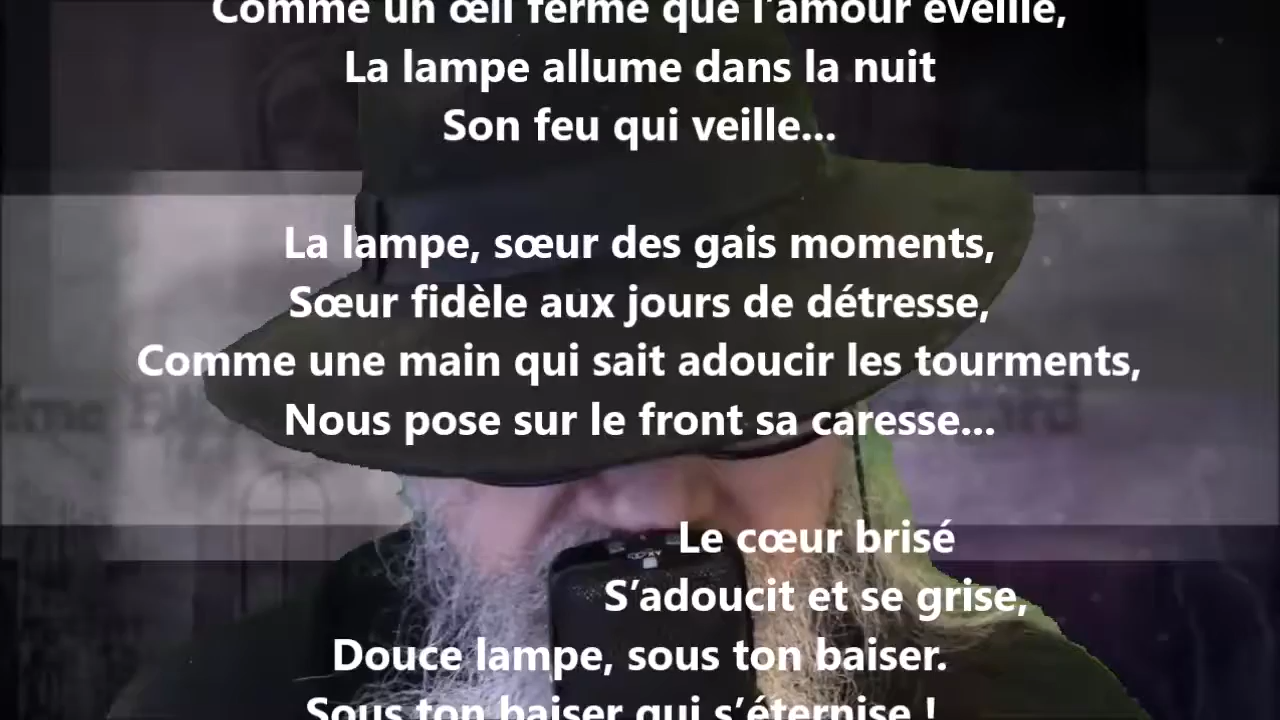 Comme un œil fermé que l'amour éveille,
La lampe allume dans la nuit
Son feu qui veille...
La lampe, sœur des gais moments,
Sœur fidèle aux jours de détresse,
Comme une main qui sait adoucir les tourments,
Nous pose sur le front sa caresse...
Le cœur brisé
S’adoucit et se grise,
Douce lampe, sous ton baiser.
Sous ton baiser qui s’éternise !